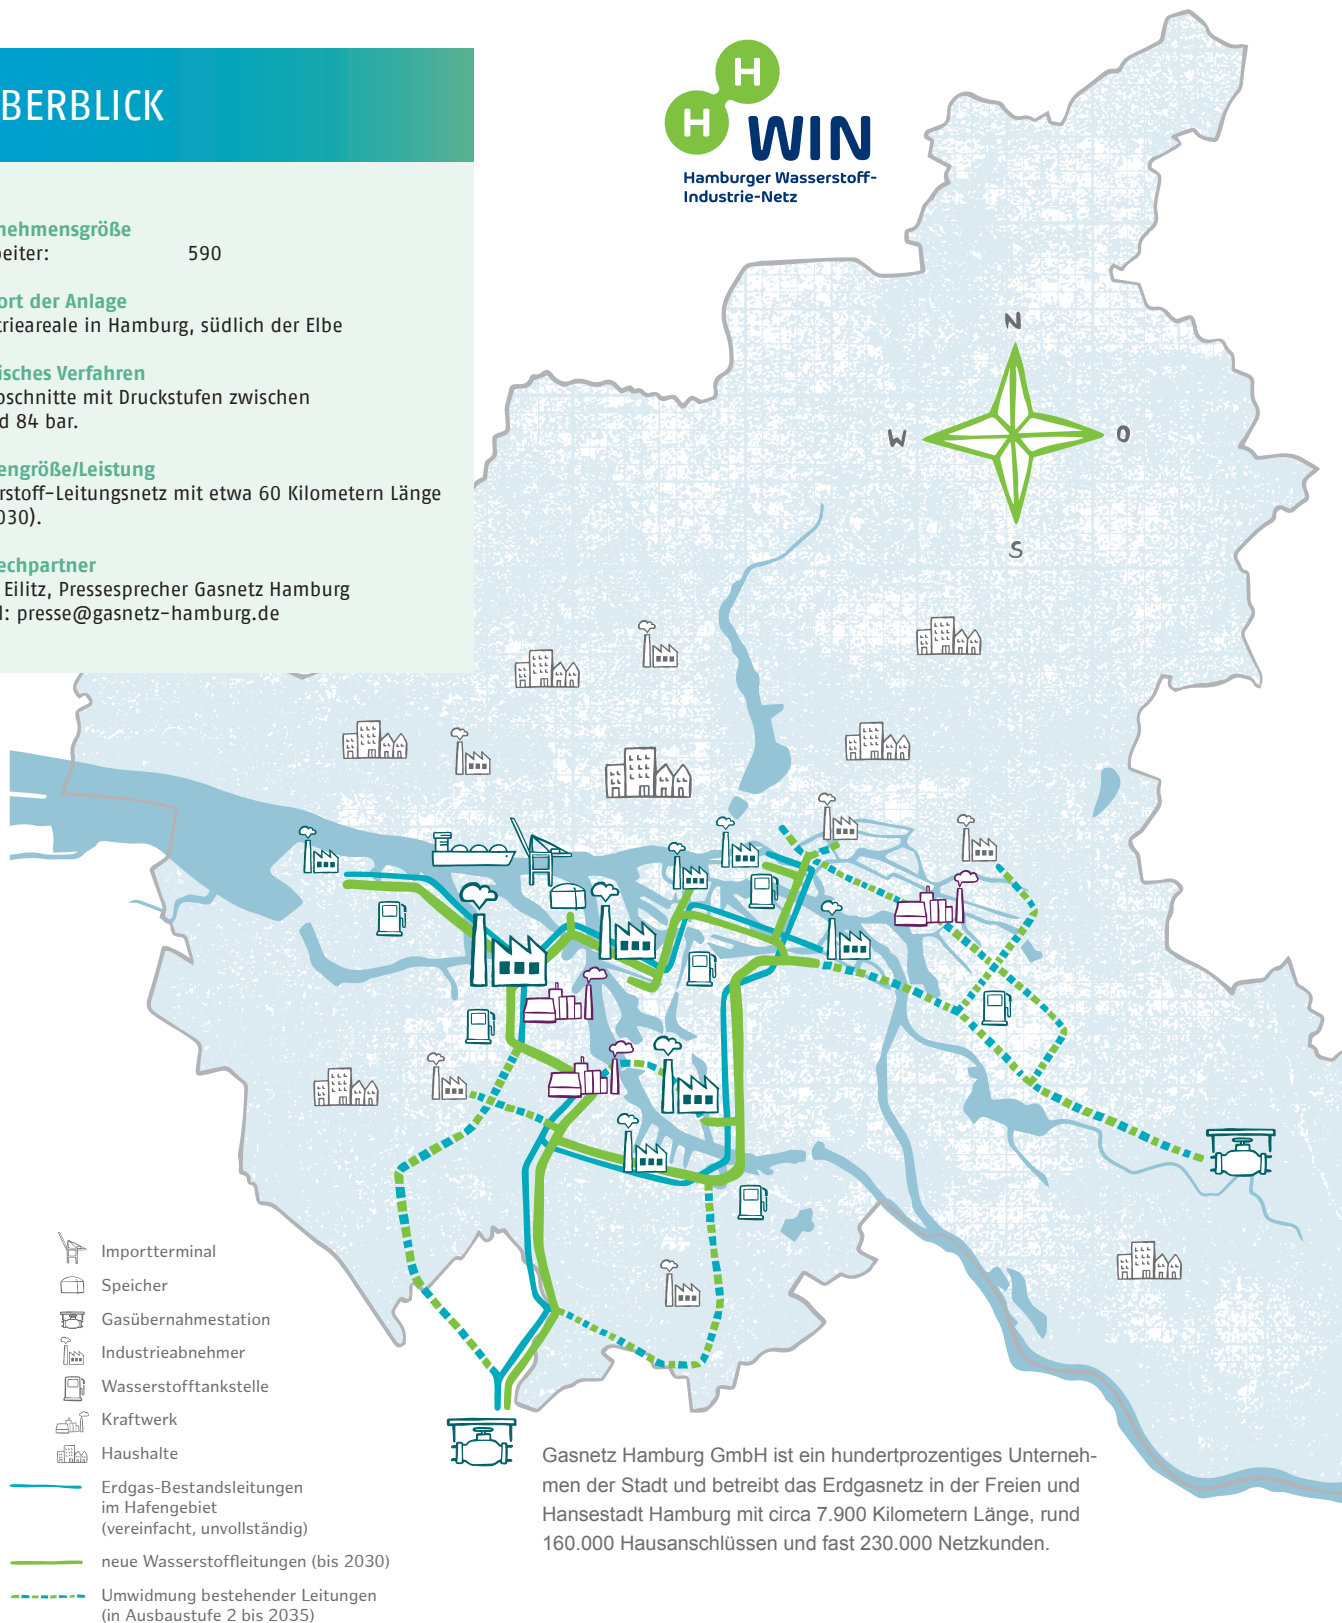 BERBLICK
nehmensgröße
beiter: 590
ort der Anlage
trieareale in Hamburg, südlich der Elbe
isches Verfahren
bschnitte mit Druckstufen zwischen
d 84 bar.
engröße/Leistung
rstoff-Leitungsnetz mit etwa 60 Kilometern Länge
030).
echpartner
Eilitz, Pressesprecher Gasnetz Hamburg
l: presse@gasnetz-hamburg.de
H
H
WIN
Hamburger Wasserstoff-
Industrie-Netz
N
W O
S
Importterminal
Speicher
Gasübernahmestation
Industrieabnehmer
Wasserstofftankstelle
Kraftwerk
Haushalte
Erdgas-Bestandsleitungen
im Hafengebiet
(vereinfacht, unvollständig)
neue Wasserstoffleitungen (bis 2030)
Umwidmung bestehender Leitungen
(in Ausbaustufe 2 bis 2035)
Gasnetz Hamburg GmbH ist ein hundertprozentiges Unterneh-
men der Stadt und betreibt das Erdgasnetz in der Freien und
Hansestadt Hamburg mit circa 7.900 Kilometern Länge, rund
160.000 Hausanschlüssen und fast 230.000 Netzkunden.